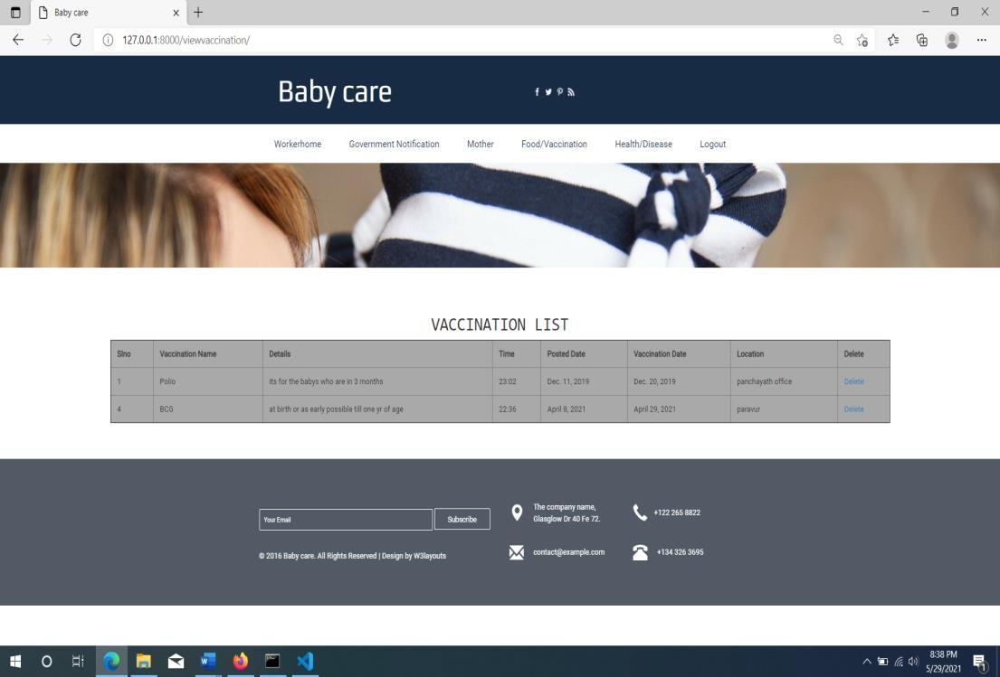 Baby care
127.0.0.1:8000/viewvaccination/
Baby care
Workerhome Government Notification Mother Food/Vaccination Health/Disease Logout
VACCINATION LIST
Slno Vaccination Name Details Time Posted Date Vaccination Date Location Delete
1 Polio its for the babys who are in 3 months 23:02 Dec. 11, 2019 Dec. 20, 2019 panchayath office Delete
4 BCG at birth or as early possible till one yr of age 22:36 April 8, 2021 April 29, 2021 paravur Delete
Your Email Subscribe
© 2016 Baby care. All Rights Reserved | Design by W3layouts
The company name,
Glasglow Dr 40 Fe 72.
+122 265 8822
contact@example.com
+134 326 3695
8:38 PM
5/29/2021
1